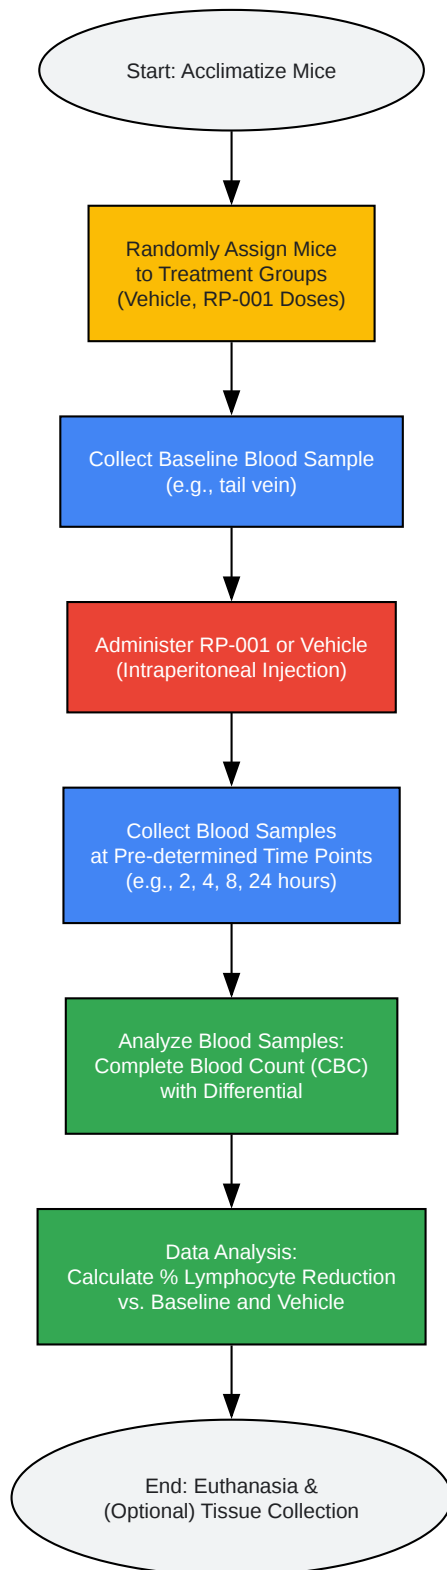 Start: Acclimatize Mice
Randomly Assign Mice
to Treatment Groups
(Vehicle, RP-001 Doses)
Collect Baseline Blood Sample
(e.g., tail vein)
Administer RP-001 or Vehicle
(Intraperitoneal Injection)
Collect Blood Samples
at Pre-determined Time Points
(e.g., 2, 4, 8, 24 hours)
Analyze Blood Samples:
Complete Blood Count (CBC)
with Differential
Data Analysis:
Calculate % Lymphocyte Reduction
vs. Baseline and Vehicle
End: Euthanasia &
(Optional) Tissue Collection